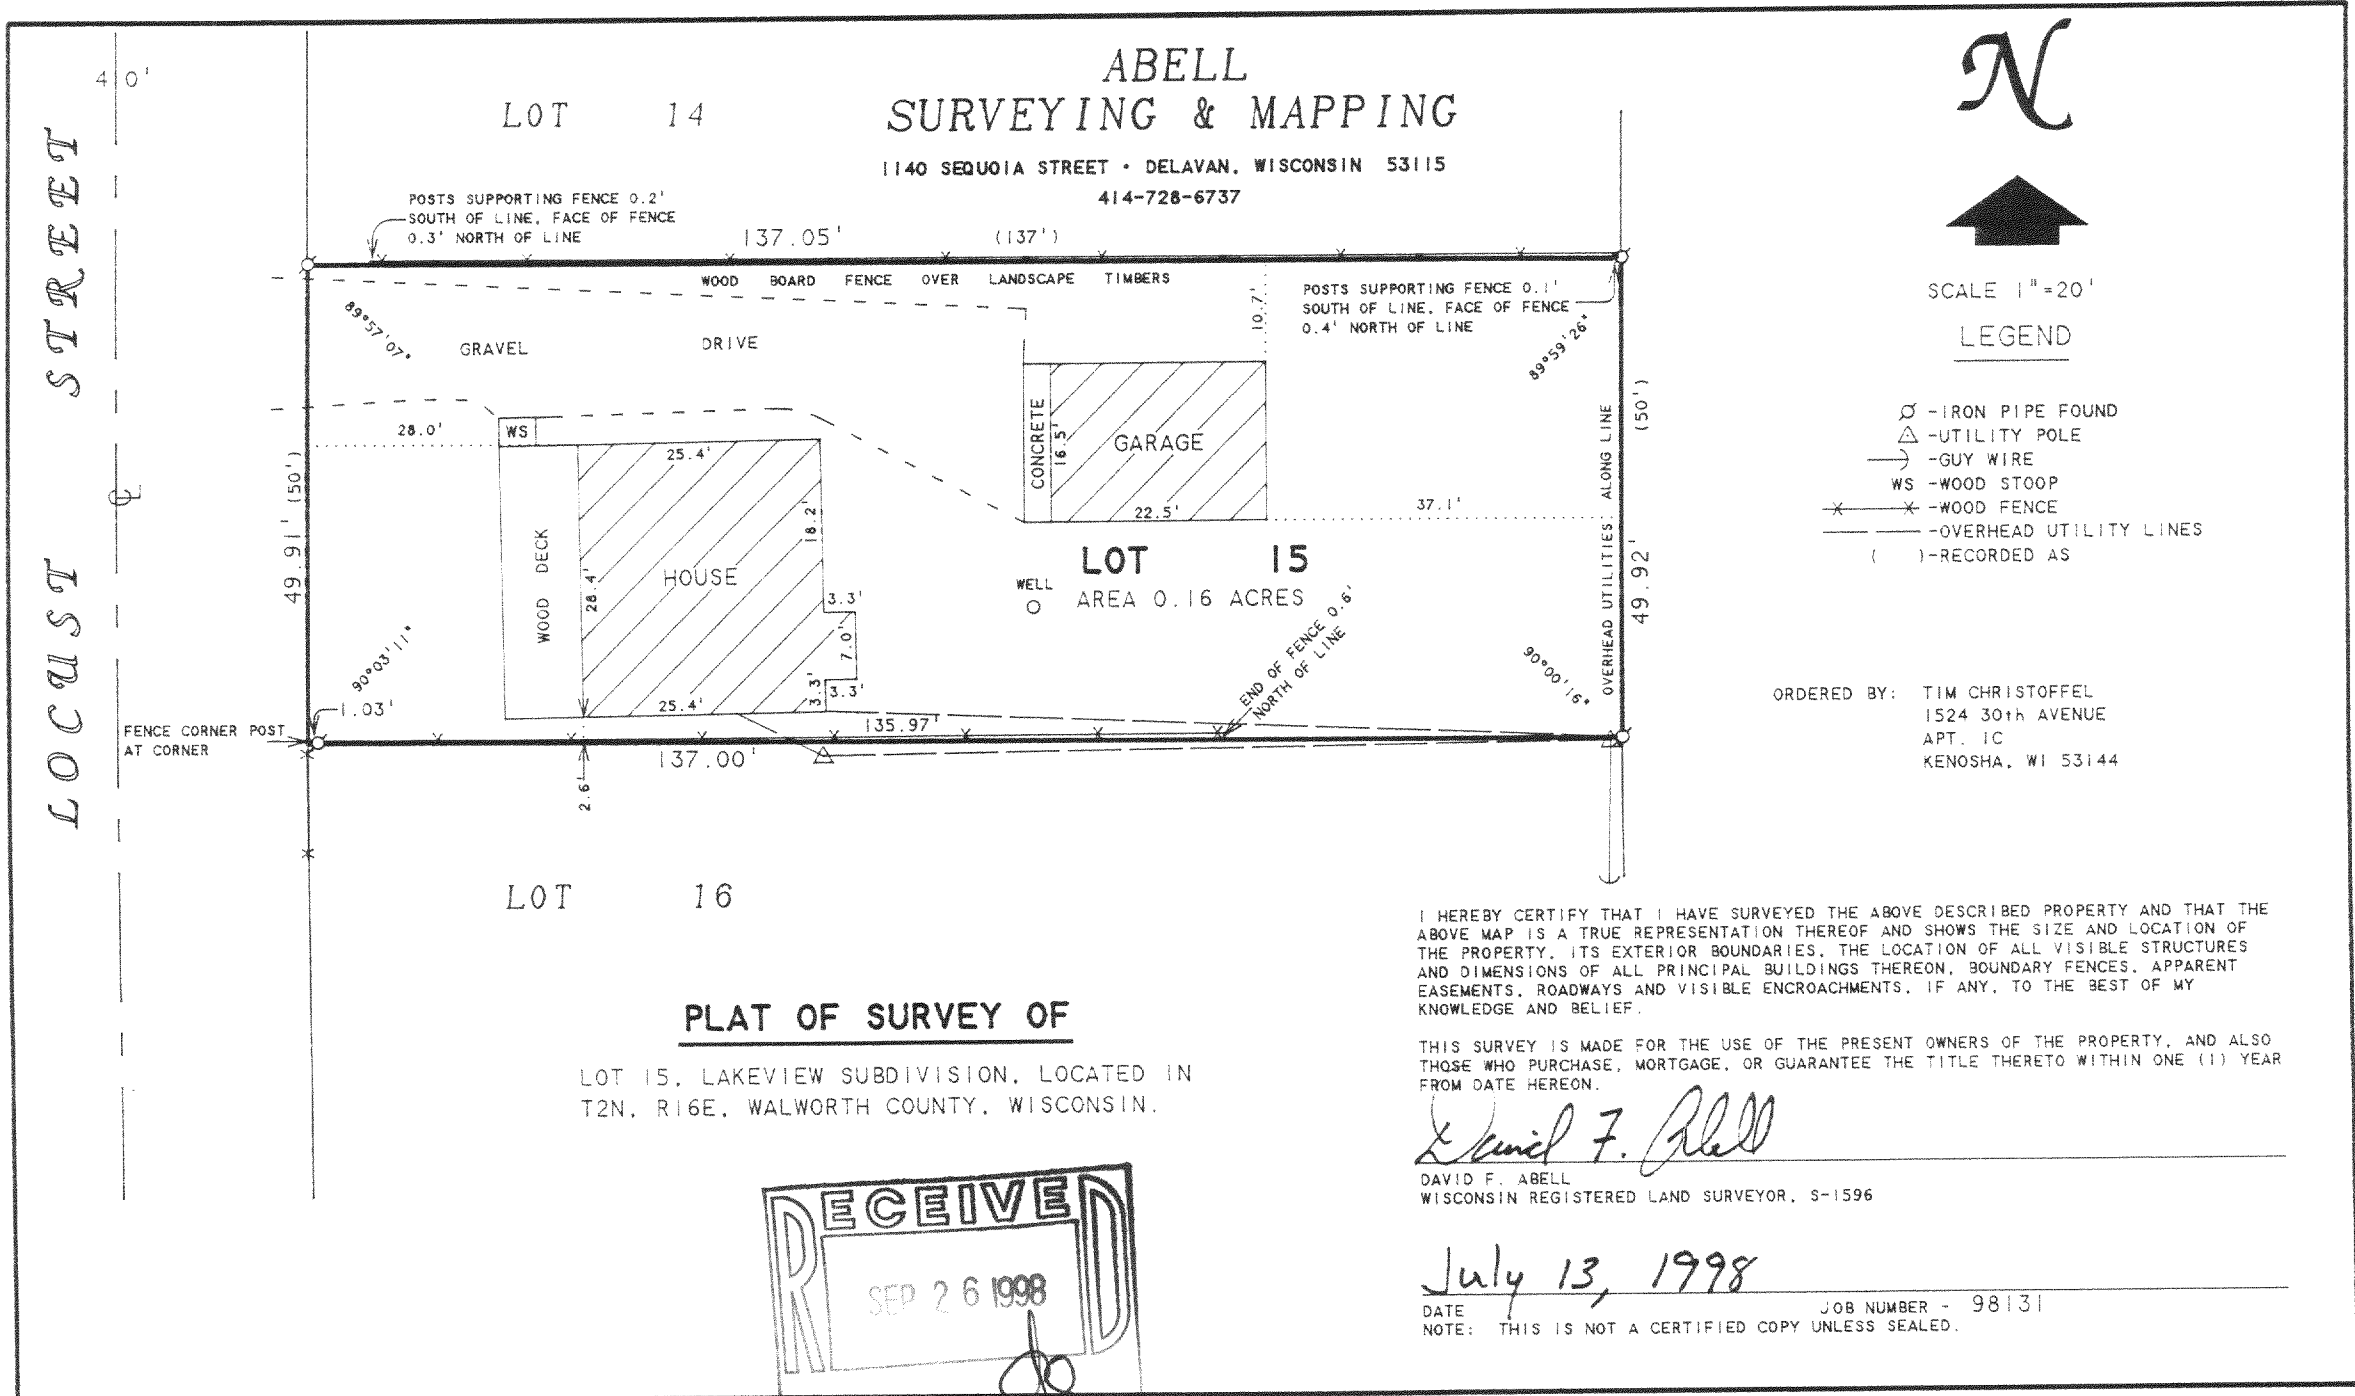 ABELL
SURVEYING & MAPPING
1140 SEQUOIA STREET • DELAVAN, WISCONSIN 53115
414-728-6737
N
SCALE 1"=20'
LEGEND
-IRON PIPE FOUND
-UTILITY POLE
-GUY WIRE
WS -WOOD STOOP
-WOOD FENCE
-OVERHEAD UTILITY LINES
( )-RECORDED AS
ORDERED BY: TIM CHRISTOFFEL
1524 30th AVENUE
APT. 1C
KENOSHA, WI 53144
40'
LOCUST STREET
LOT 14
POSTS SUPPORTING FENCE 0.2'
SOUTH OF LINE, FACE OF FENCE
0.3' NORTH OF LINE
137.05' (137')
WOOD BOARD FENCE OVER LANDSCAPE TIMBERS
POSTS SUPPORTING FENCE 0.1'
SOUTH OF LINE, FACE OF FENCE
0.4' NORTH OF LINE
10.7'
89°57'07"
89°59'26"
GRAVEL DRIVE
28.0'
WS
25.4'
CONCRETE
16.5'
GARAGE
22.5'
37.1'
(50')
49.91' (50')
WOOD DECK
28.4'
HOUSE
18.2'
3.3'
7.0'
3.3'
3.3'
25.4'
WELL
LOT 15
AREA 0.16 ACRES
OVERHEAD UTILITIES ALONG LINE
49.92'
END OF FENCE 0.6'
NORTH OF LINE
90°03'11"
90°00'16"
1.03'
FENCE CORNER POST
AT CORNER
135.97'
137.00'
2.6'
LOT 16
PLAT OF SURVEY OF
LOT 15, LAKEVIEW SUBDIVISION, LOCATED IN
T2N, R16E, WALWORTH COUNTY, WISCONSIN.
RECEIVED
SEP 26 1998
I HEREBY CERTIFY THAT I HAVE SURVEYED THE ABOVE DESCRIBED PROPERTY AND THAT THE
ABOVE MAP IS A TRUE REPRESENTATION THEREOF AND SHOWS THE SIZE AND LOCATION OF
THE PROPERTY, ITS EXTERIOR BOUNDARIES, THE LOCATION OF ALL VISIBLE STRUCTURES
AND DIMENSIONS OF ALL PRINCIPAL BUILDINGS THEREON, BOUNDARY FENCES, APPARENT
EASEMENTS, ROADWAYS AND VISIBLE ENCROACHMENTS, IF ANY, TO THE BEST OF MY
KNOWLEDGE AND BELIEF.
THIS SURVEY IS MADE FOR THE USE OF THE PRESENT OWNERS OF THE PROPERTY, AND ALSO
THOSE WHO PURCHASE, MORTGAGE, OR GUARANTEE THE TITLE THERETO WITHIN ONE (1) YEAR
FROM DATE HEREON.
David F. Abell
DAVID F. ABELL
WISCONSIN REGISTERED LAND SURVEYOR, S-1596
July 13, 1998
DATE JOB NUMBER - 98131
NOTE: THIS IS NOT A CERTIFIED COPY UNLESS SEALED.